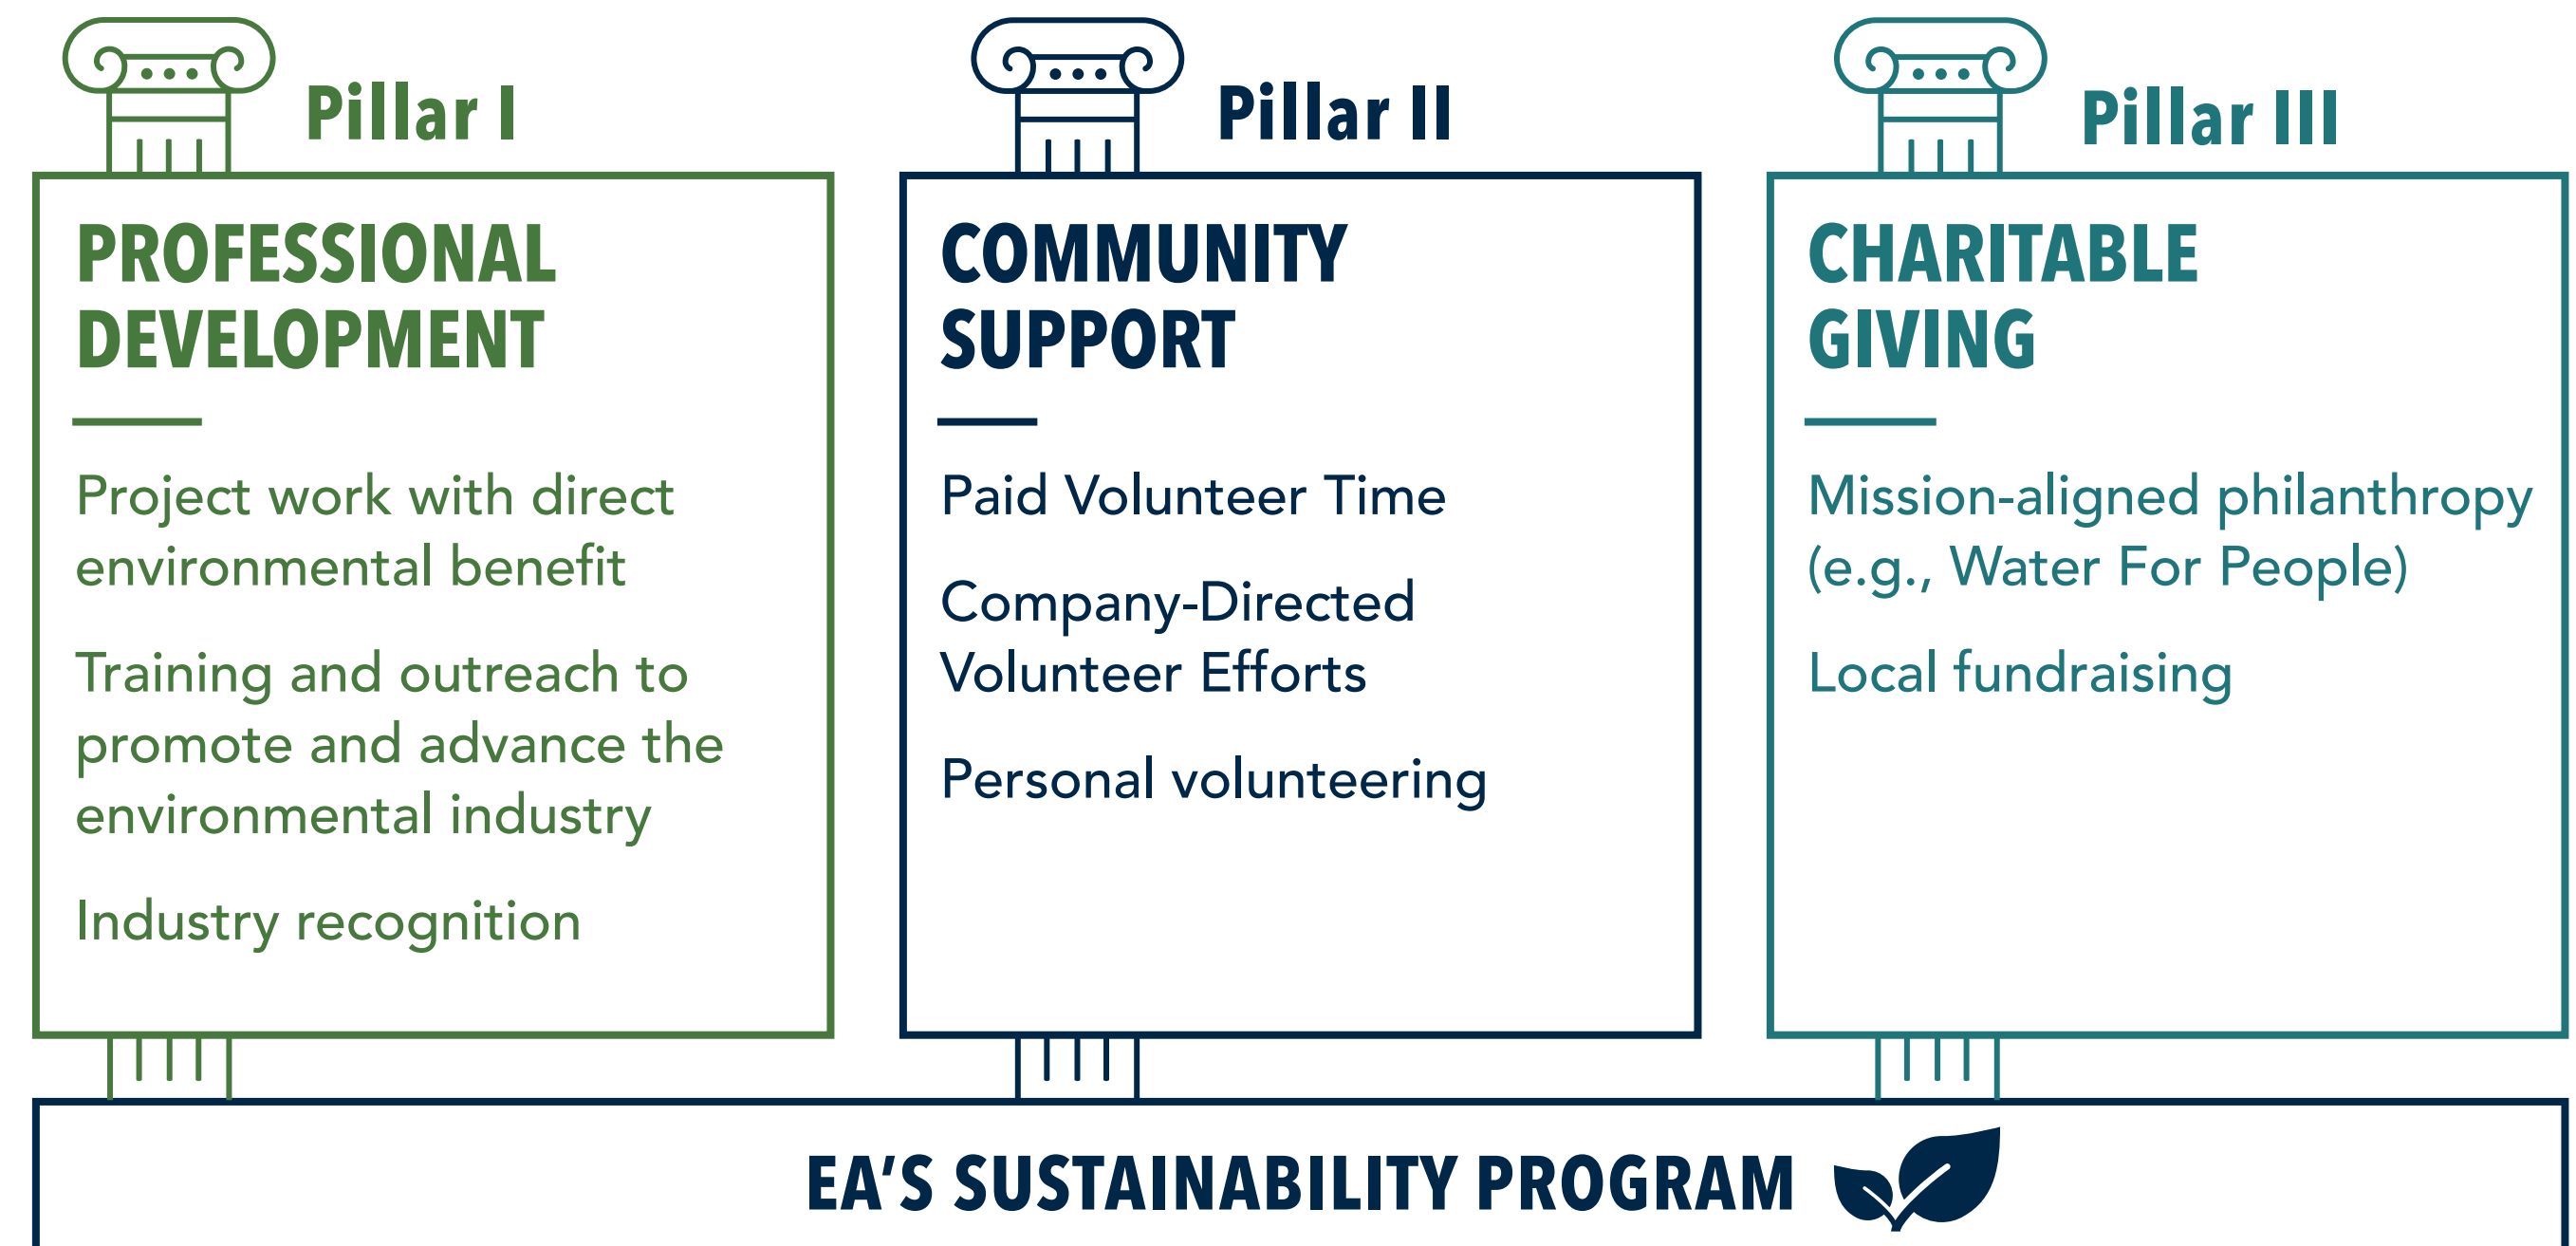 Pillar I
PROFESSIONAL
DEVELOPMENT
Project work with direct
environmental benefit
Training and outreach to
promote and advance the
environmental industry
Industry recognition
Pillar II
COMMUNITY
SUPPORT
Paid Volunteer Time
Company-Directed
Volunteer Efforts
Personal volunteering
Pillar III
CHARITABLE
GIVING
Mission-aligned philanthropy
(e.g., Water For People)
Local fundraising
EA’S SUSTAINABILITY PROGRAM